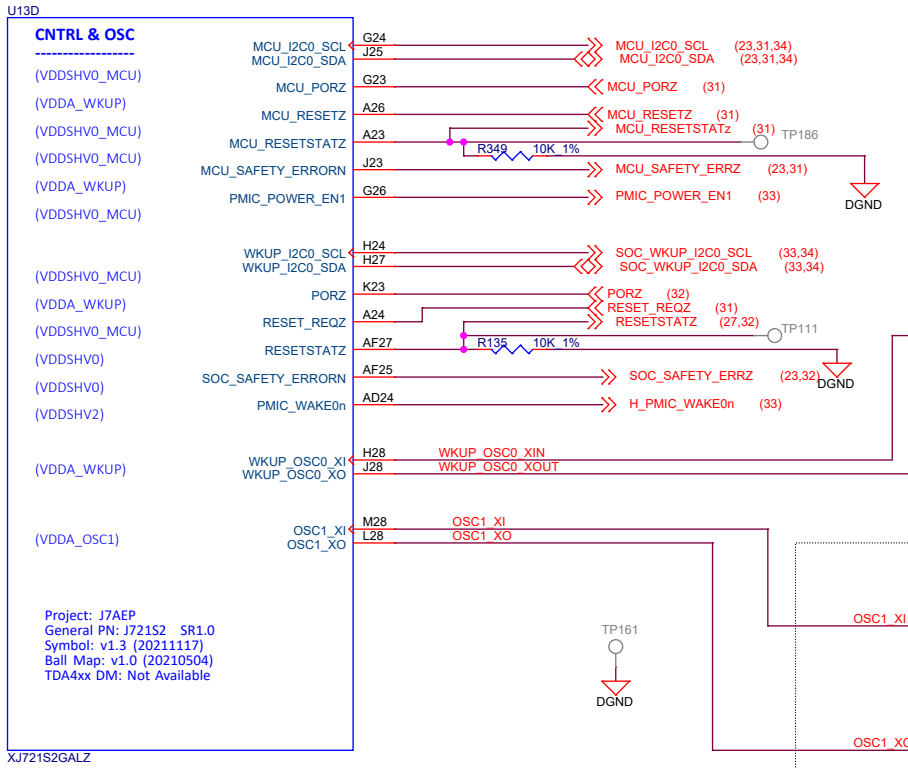 U13D
CNTRL & OSC
-----------------
(VDDSHV0_MCU)
(VDDA_WKUP)
(VDDSHV0_MCU)
(VDDSHV0_MCU)
(VDDA_WKUP)
(VDDSHV0_MCU)
(VDDSHV0_MCU)
(VDDA_WKUP)
(VDDSHV0_MCU)
(VDDSHV0)
(VDDSHV0)
(VDDSHV2)
(VDDA_WKUP)
(VDDA_OSC1)
MCU_I2C0_SCL G24 MCU_I2C0_SCL (23,31,34)
MCU_I2C0_SDA J25 MCU_I2C0_SDA (23,31,34)
MCU_PORZ G23 MCU_PORZ (31)
MCU_RESETZ A26 MCU_RESETZ (31)
MCU_RESETSTATz (31)
MCU_RESETSTATZ A23 TP186
R349 10K_1%
MCU_SAFETY_ERRORN J23 MCU_SAFETY_ERRZ (23,31)
DGND
PMIC_POWER_EN1 G26 PMIC_POWER_EN1 (33)
WKUP_I2C0_SCL H24 SOC_WKUP_I2C0_SCL (33,34)
WKUP_I2C0_SDA H27 SOC_WKUP_I2C0_SDA (33,34)
PORZ K23 PORZ (32)
RESET_REQZ A24 RESET_REQZ (31)
RESETSTATZ (27,32)
TP111
RESETSTATZ AF27 R135 10K_1%
SOC_SAFETY_ERRORN AF25 SOC_SAFETY_ERRZ (23,32)
DGND
PMIC_WAKE0n AD24 H_PMIC_WAKE0n (33)
WKUP_OSC0_XI H28 WKUP_OSC0_XIN
WKUP_OSC0_XO J28 WKUP_OSC0_XOUT
OSC1_XI M28 OSC1_XI
OSC1_XO L28 OSC1_XO
Project: J7AEP
General PN: J721S2 SR1.0
Symbol: v1.3 (20211117)
Ball Map: v1.0 (20210504)
TDA4xx DM: Not Available
TP161
DGND
OSC1_XI
OSC1_XO
XJ721S2GALZ